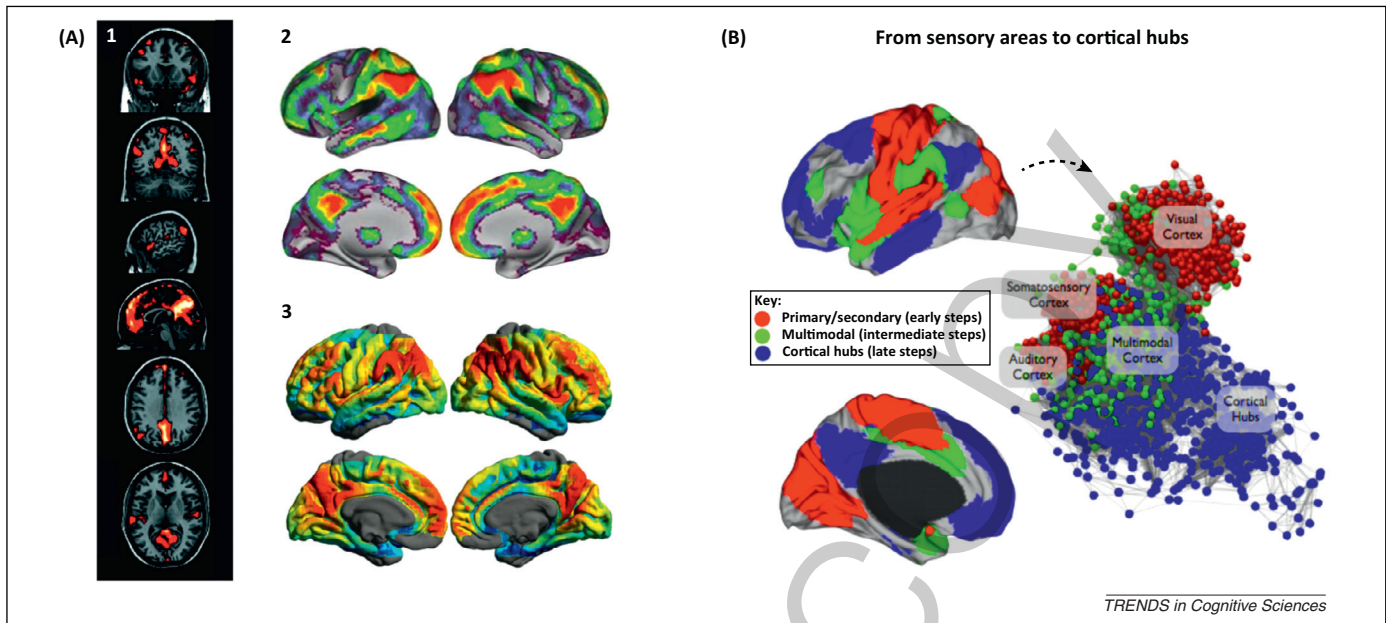 (A)
1
2
3
(B)
From sensory areas to cortical hubs
Visual
Cortex
Somatosensory
Cortex
Multimodal
Cortex
Auditory
Cortex
Cortical
Hubs
Key:
Primary/secondary (early steps)
Multimodal (intermediate steps)
Cortical hubs (late steps)
TRENDS in Cognitive Sciences